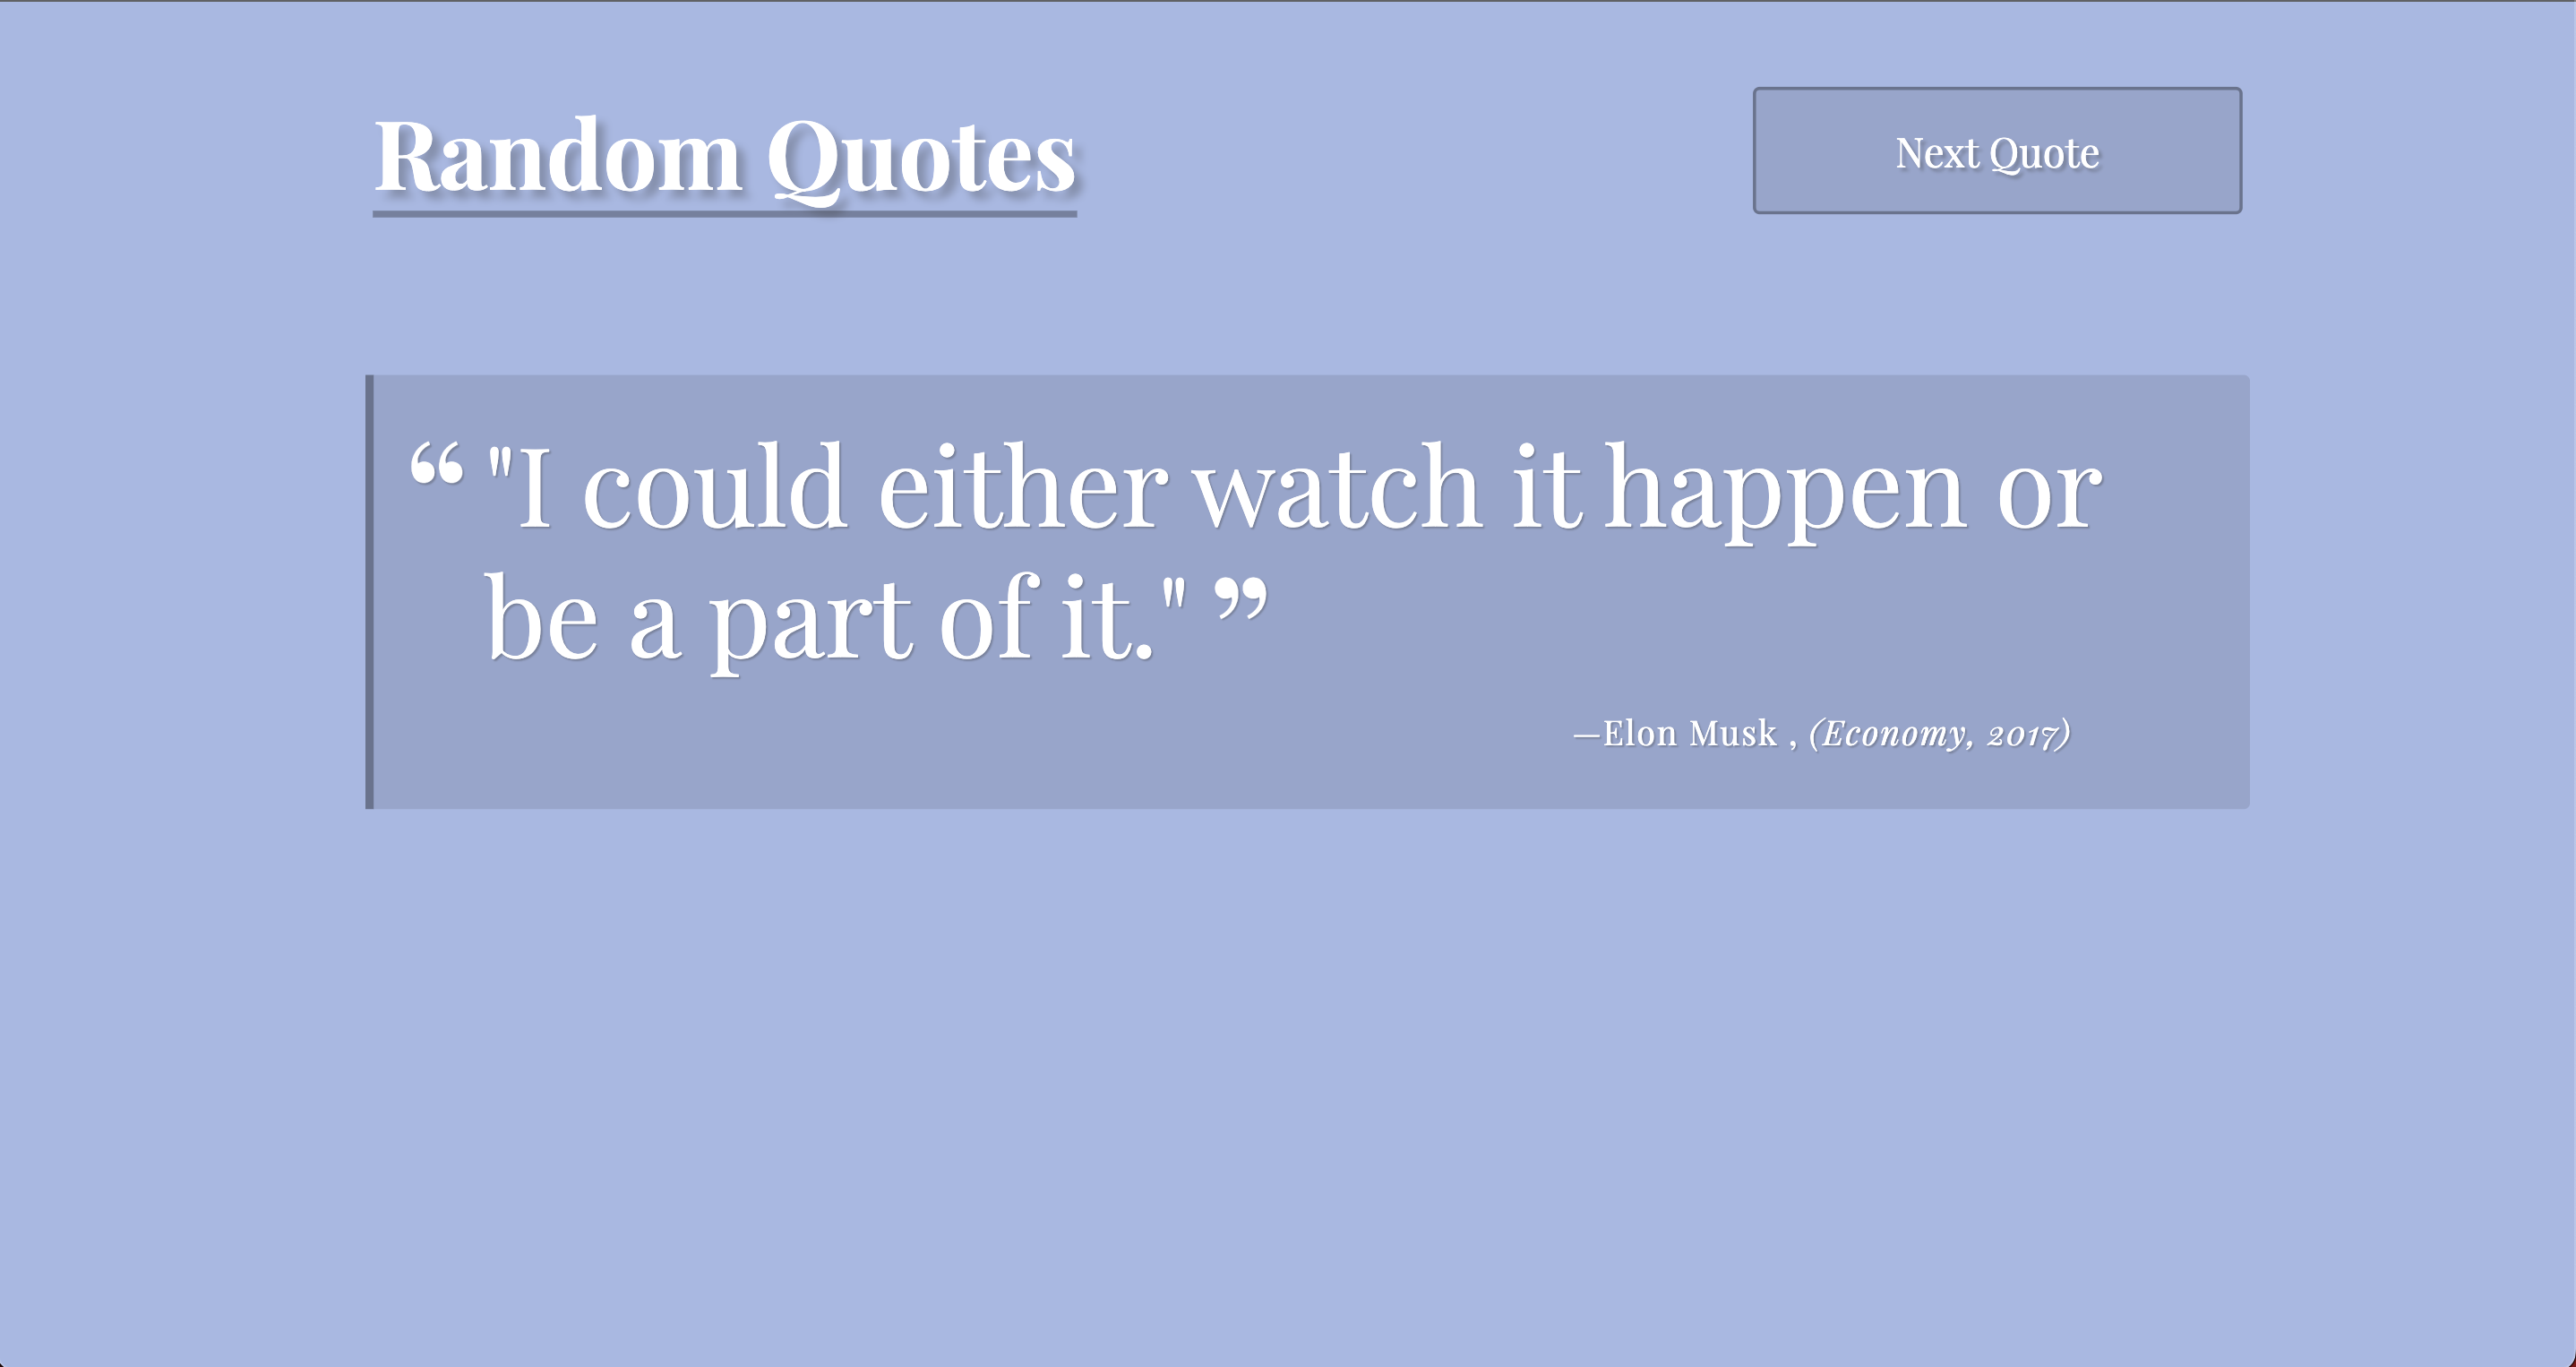 Random Quotes
Next Quote
“ "I could either watch it happen or
be a part of it." ”
—Elon Musk , (Economy, 2017)